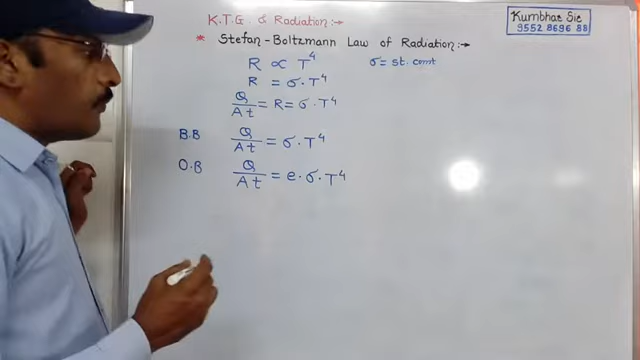 K.T.G & Radiation:→
Kumbhar Sir
9552 8696 88
* Stefan-Boltzmann Law of Radiation:→
R ∝ T⁴
σ = st. const
R = σ·T⁴
Q/At = R = σ·T⁴
B.B Q/At = σ·T⁴
O.B Q/At = e·σ·T⁴